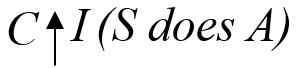 C↑I (S does A)